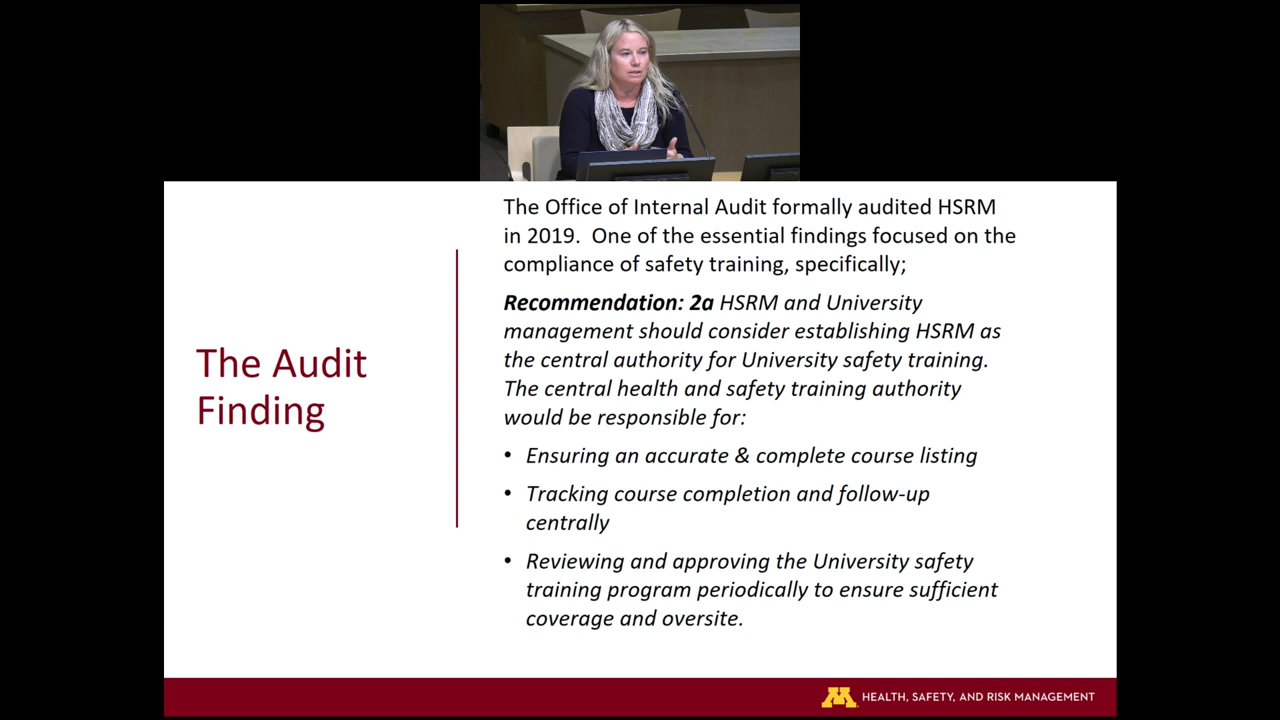 The Office of Internal Audit formally audited HSRM
in 2019. One of the essential findings focused on the
compliance of safety training, specifically;
Recommendation: 2a HSRM and University
management should consider establishing HSRM as
the central authority for University safety training.
The central health and safety training authority
would be responsible for:
• Ensuring an accurate & complete course listing
• Tracking course completion and follow-up
centrally
• Reviewing and approving the University safety
training program periodically to ensure sufficient
coverage and oversite.
The Audit
Finding
M HEALTH, SAFETY, AND RISK MANAGEMENT